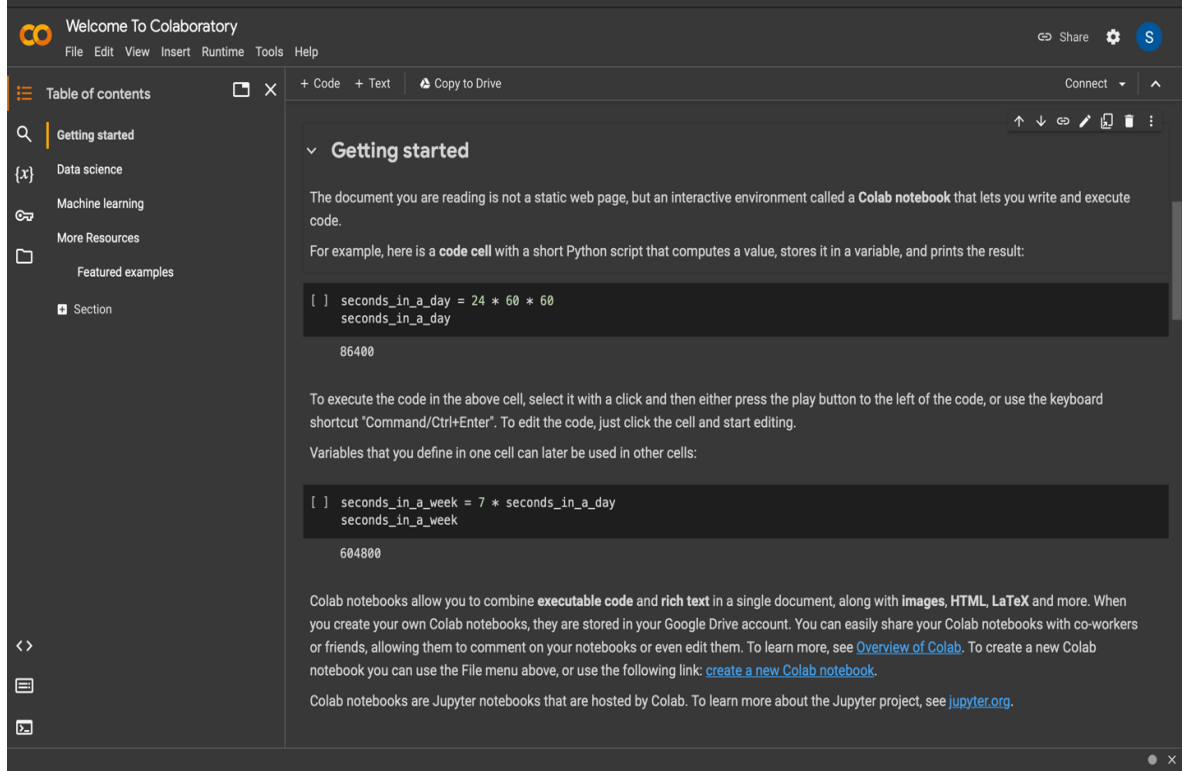 Welcome To Colaboratory
File Edit View Insert Runtime Tools Help
Share
S
Table of contents
+ Code + Text Copy to Drive
Connect
Getting started
Data science
Machine learning
More Resources
Featured examples
Section
{x}
Getting started
The document you are reading is not a static web page, but an interactive environment called a Colab notebook that lets you write and execute
code.
For example, here is a code cell with a short Python script that computes a value, stores it in a variable, and prints the result:
[ ] seconds_in_a_day = 24 * 60 * 60
seconds_in_a_day
86400
To execute the code in the above cell, select it with a click and then either press the play button to the left of the code, or use the keyboard
shortcut "Command/Ctrl+Enter". To edit the code, just click the cell and start editing.
Variables that you define in one cell can later be used in other cells:
[ ] seconds_in_a_week = 7 * seconds_in_a_day
seconds_in_a_week
604800
Colab notebooks allow you to combine executable code and rich text in a single document, along with images, HTML, LaTeX and more. When
you create your own Colab notebooks, they are stored in your Google Drive account. You can easily share your Colab notebooks with co-workers
or friends, allowing them to comment on your notebooks or even edit them. To learn more, see Overview of Colab. To create a new Colab
notebook you can use the File menu above, or use the following link: create a new Colab notebook.
Colab notebooks are Jupyter notebooks that are hosted by Colab. To learn more about the Jupyter project, see jupyter.org.